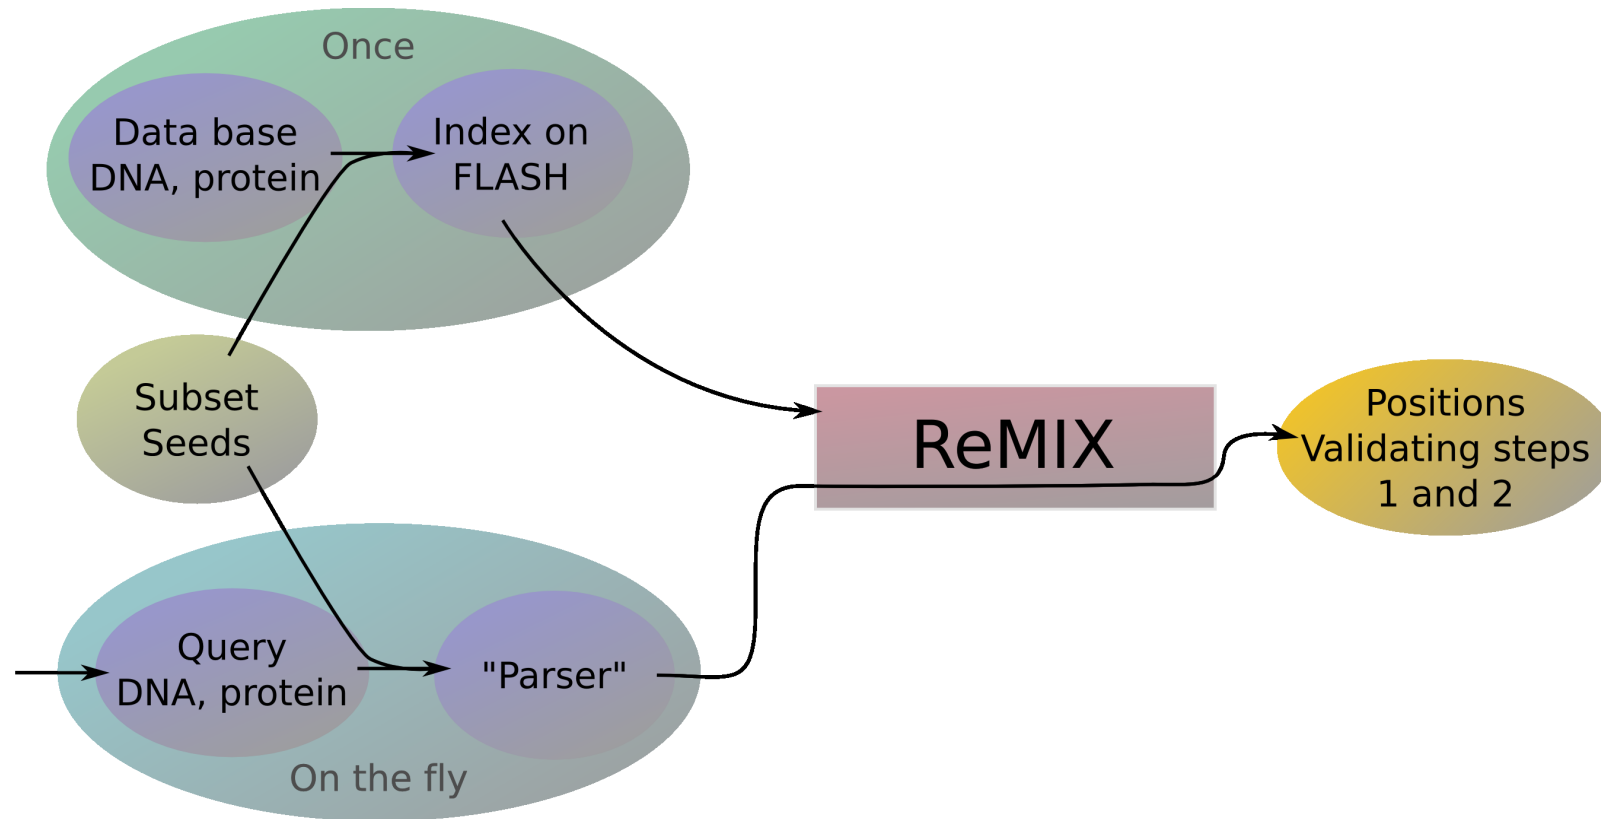 Once
Data base
DNA, protein
Index on
FLASH
Subset
Seeds
ReMIX
Positions
Validating steps
1 and 2
Query
DNA, protein
"Parser"
On the fly